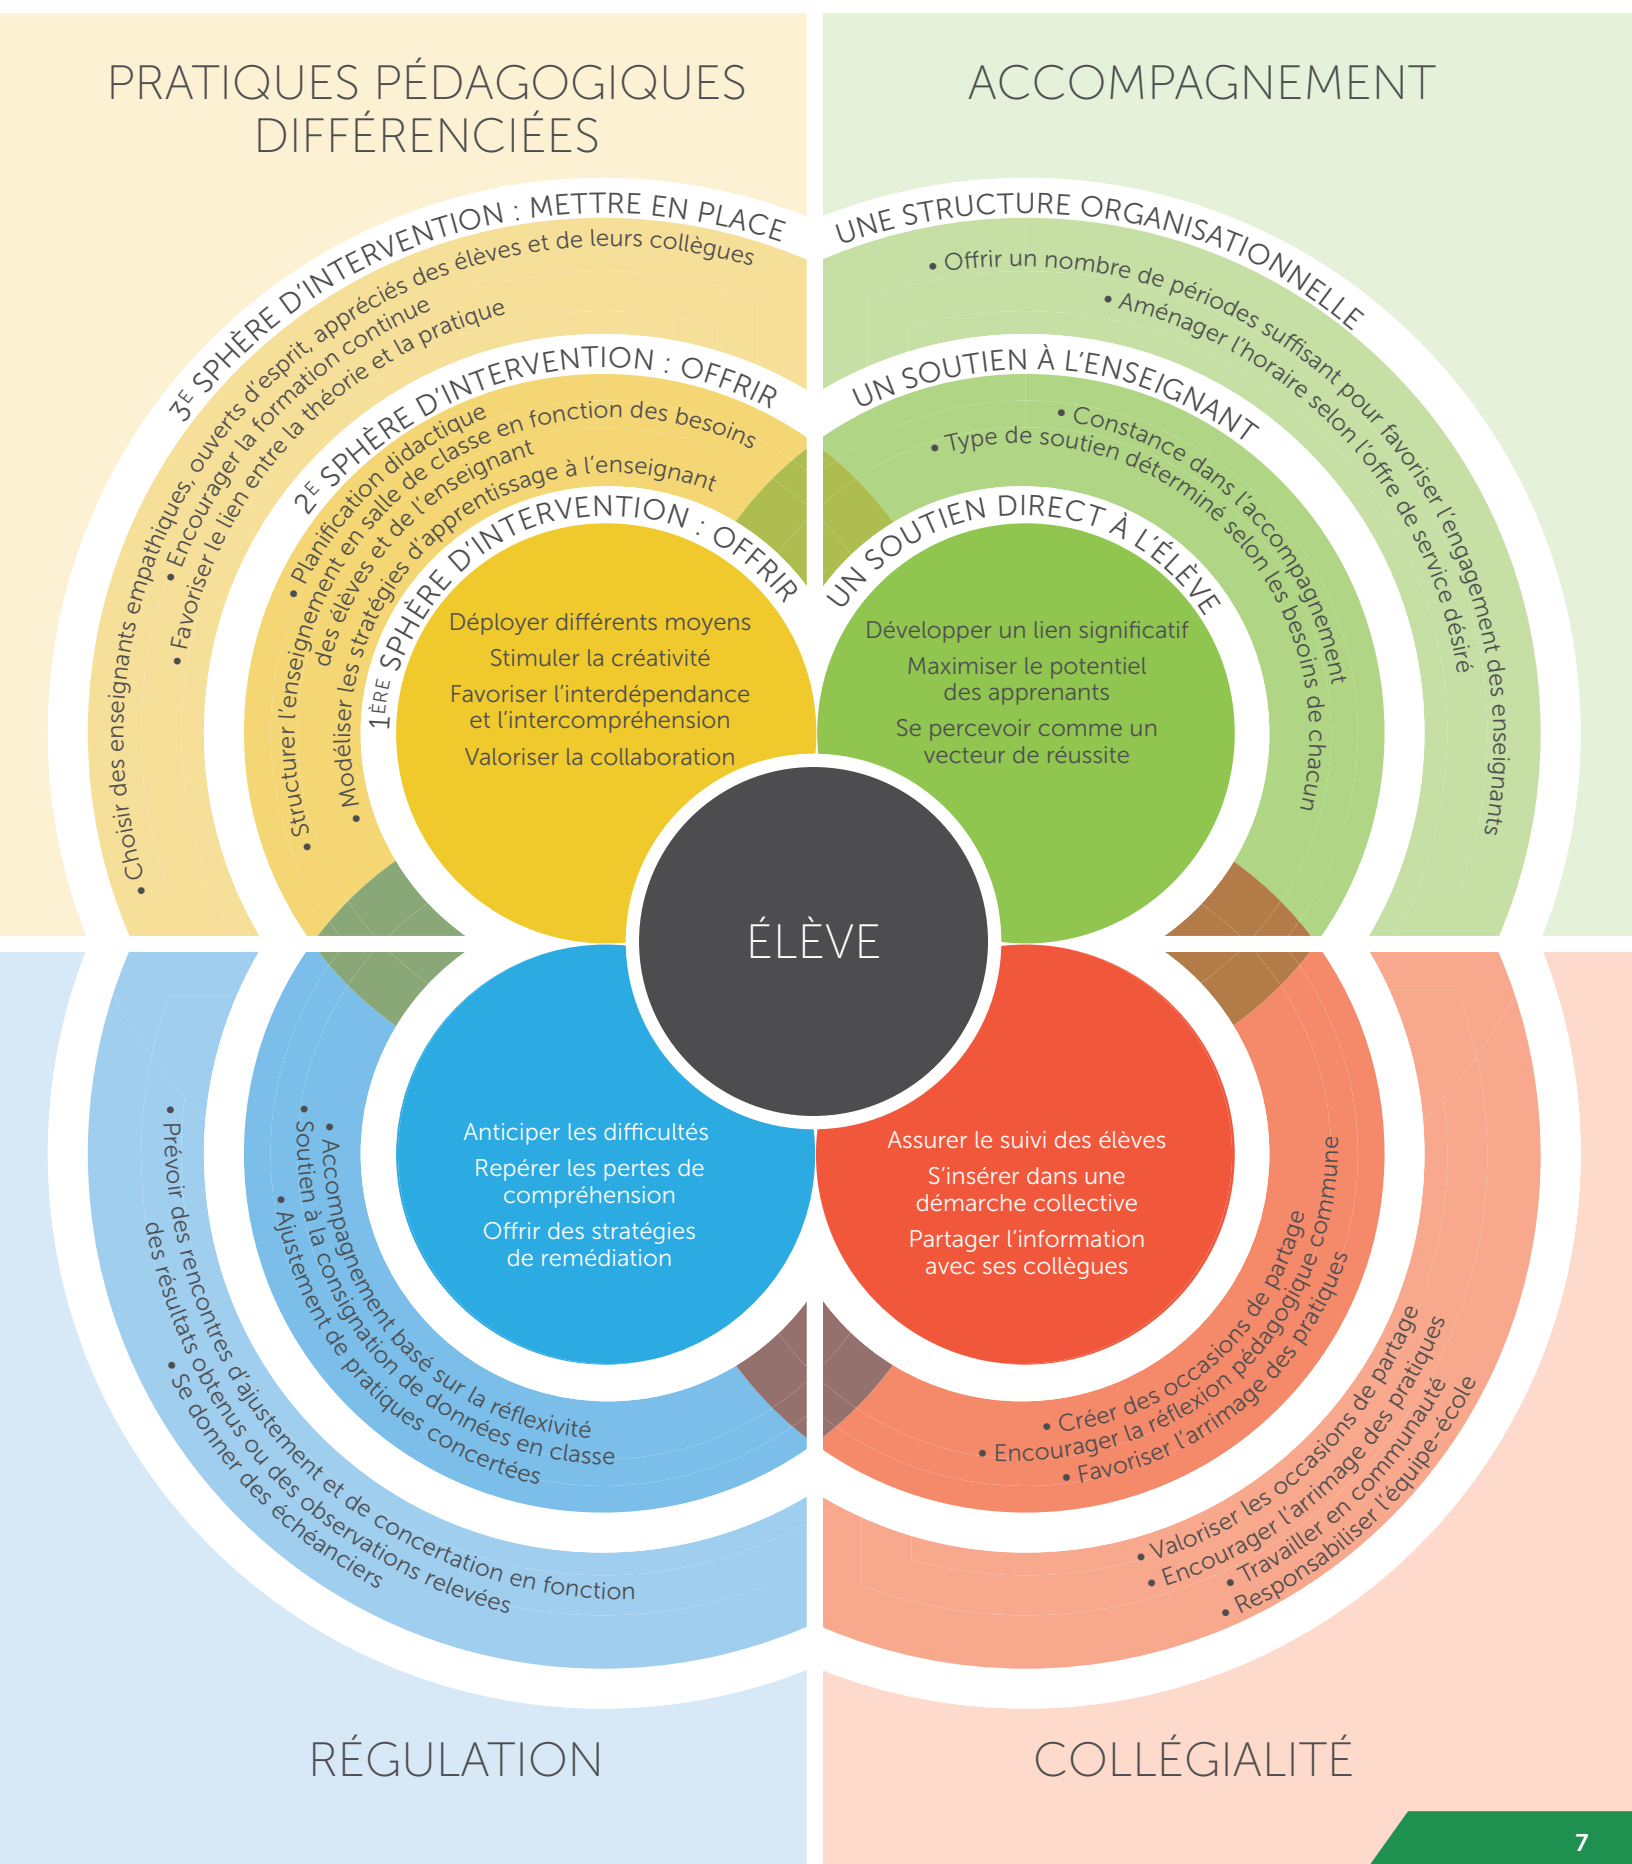 PRATIQUES PÉDAGOGIQUES
DIFFÉRENCIÉES
ACCOMPAGNEMENT
3E SPHÈRE D'INTERVENTION : METTRE EN PLACE
UNE STRUCTURE ORGANISATIONNELLE
• Choisir des enseignants empathiques, ouverts d'esprit, appréciés des élèves et de leurs collègues
• Encourager la formation continue
• Favoriser le lien entre la théorie et la pratique
• Offrir un nombre de périodes suffisant pour favoriser l'engagement des enseignants
• Aménager l'horaire selon l'offre de service désiré
2E SPHÈRE D'INTERVENTION : OFFRIR
UN SOUTIEN À L'ENSEIGNANT
• Planification didactique
• Structurer l'enseignement en salle de classe en fonction des besoins
des élèves et de l'enseignant
• Modéliser les stratégies d'apprentissage à l'enseignant
• Constance dans l'accompagnement
• Type de soutien déterminé selon les besoins de chacun
1ÈRE SPHÈRE D'INTERVENTION : OFFRIR
UN SOUTIEN DIRECT À L'ÉLÈVE
Déployer différents moyens
Stimuler la créativité
Favoriser l'interdépendance
et l'intercompréhension
Valoriser la collaboration
Développer un lien significatif
Maximiser le potentiel
des apprenants
Se percevoir comme un
vecteur de réussite
ÉLÈVE
Anticiper les difficultés
Repérer les pertes de
compréhension
Offrir des stratégies
de remédiation
Assurer le suivi des élèves
S'insérer dans une
démarche collective
Partager l'information
avec ses collègues
• Accompagnement basé sur la réflexivité
• Soutien à la consignation de données en classe
• Ajustement de pratiques concertées
• Prévoir des rencontres d'ajustement et de concertation en fonction
des résultats obtenus ou des observations relevées
• Se donner des échéanciers
• Créer des occasions de partage
• Encourager la réflexion pédagogique commune
• Favoriser l'arrimage des pratiques
• Valoriser les occasions de partage
• Encourager l'arrimage des pratiques
• Travailler en communauté
• Responsabiliser l'équipe-école
RÉGULATION
COLLÉGIALITÉ
7